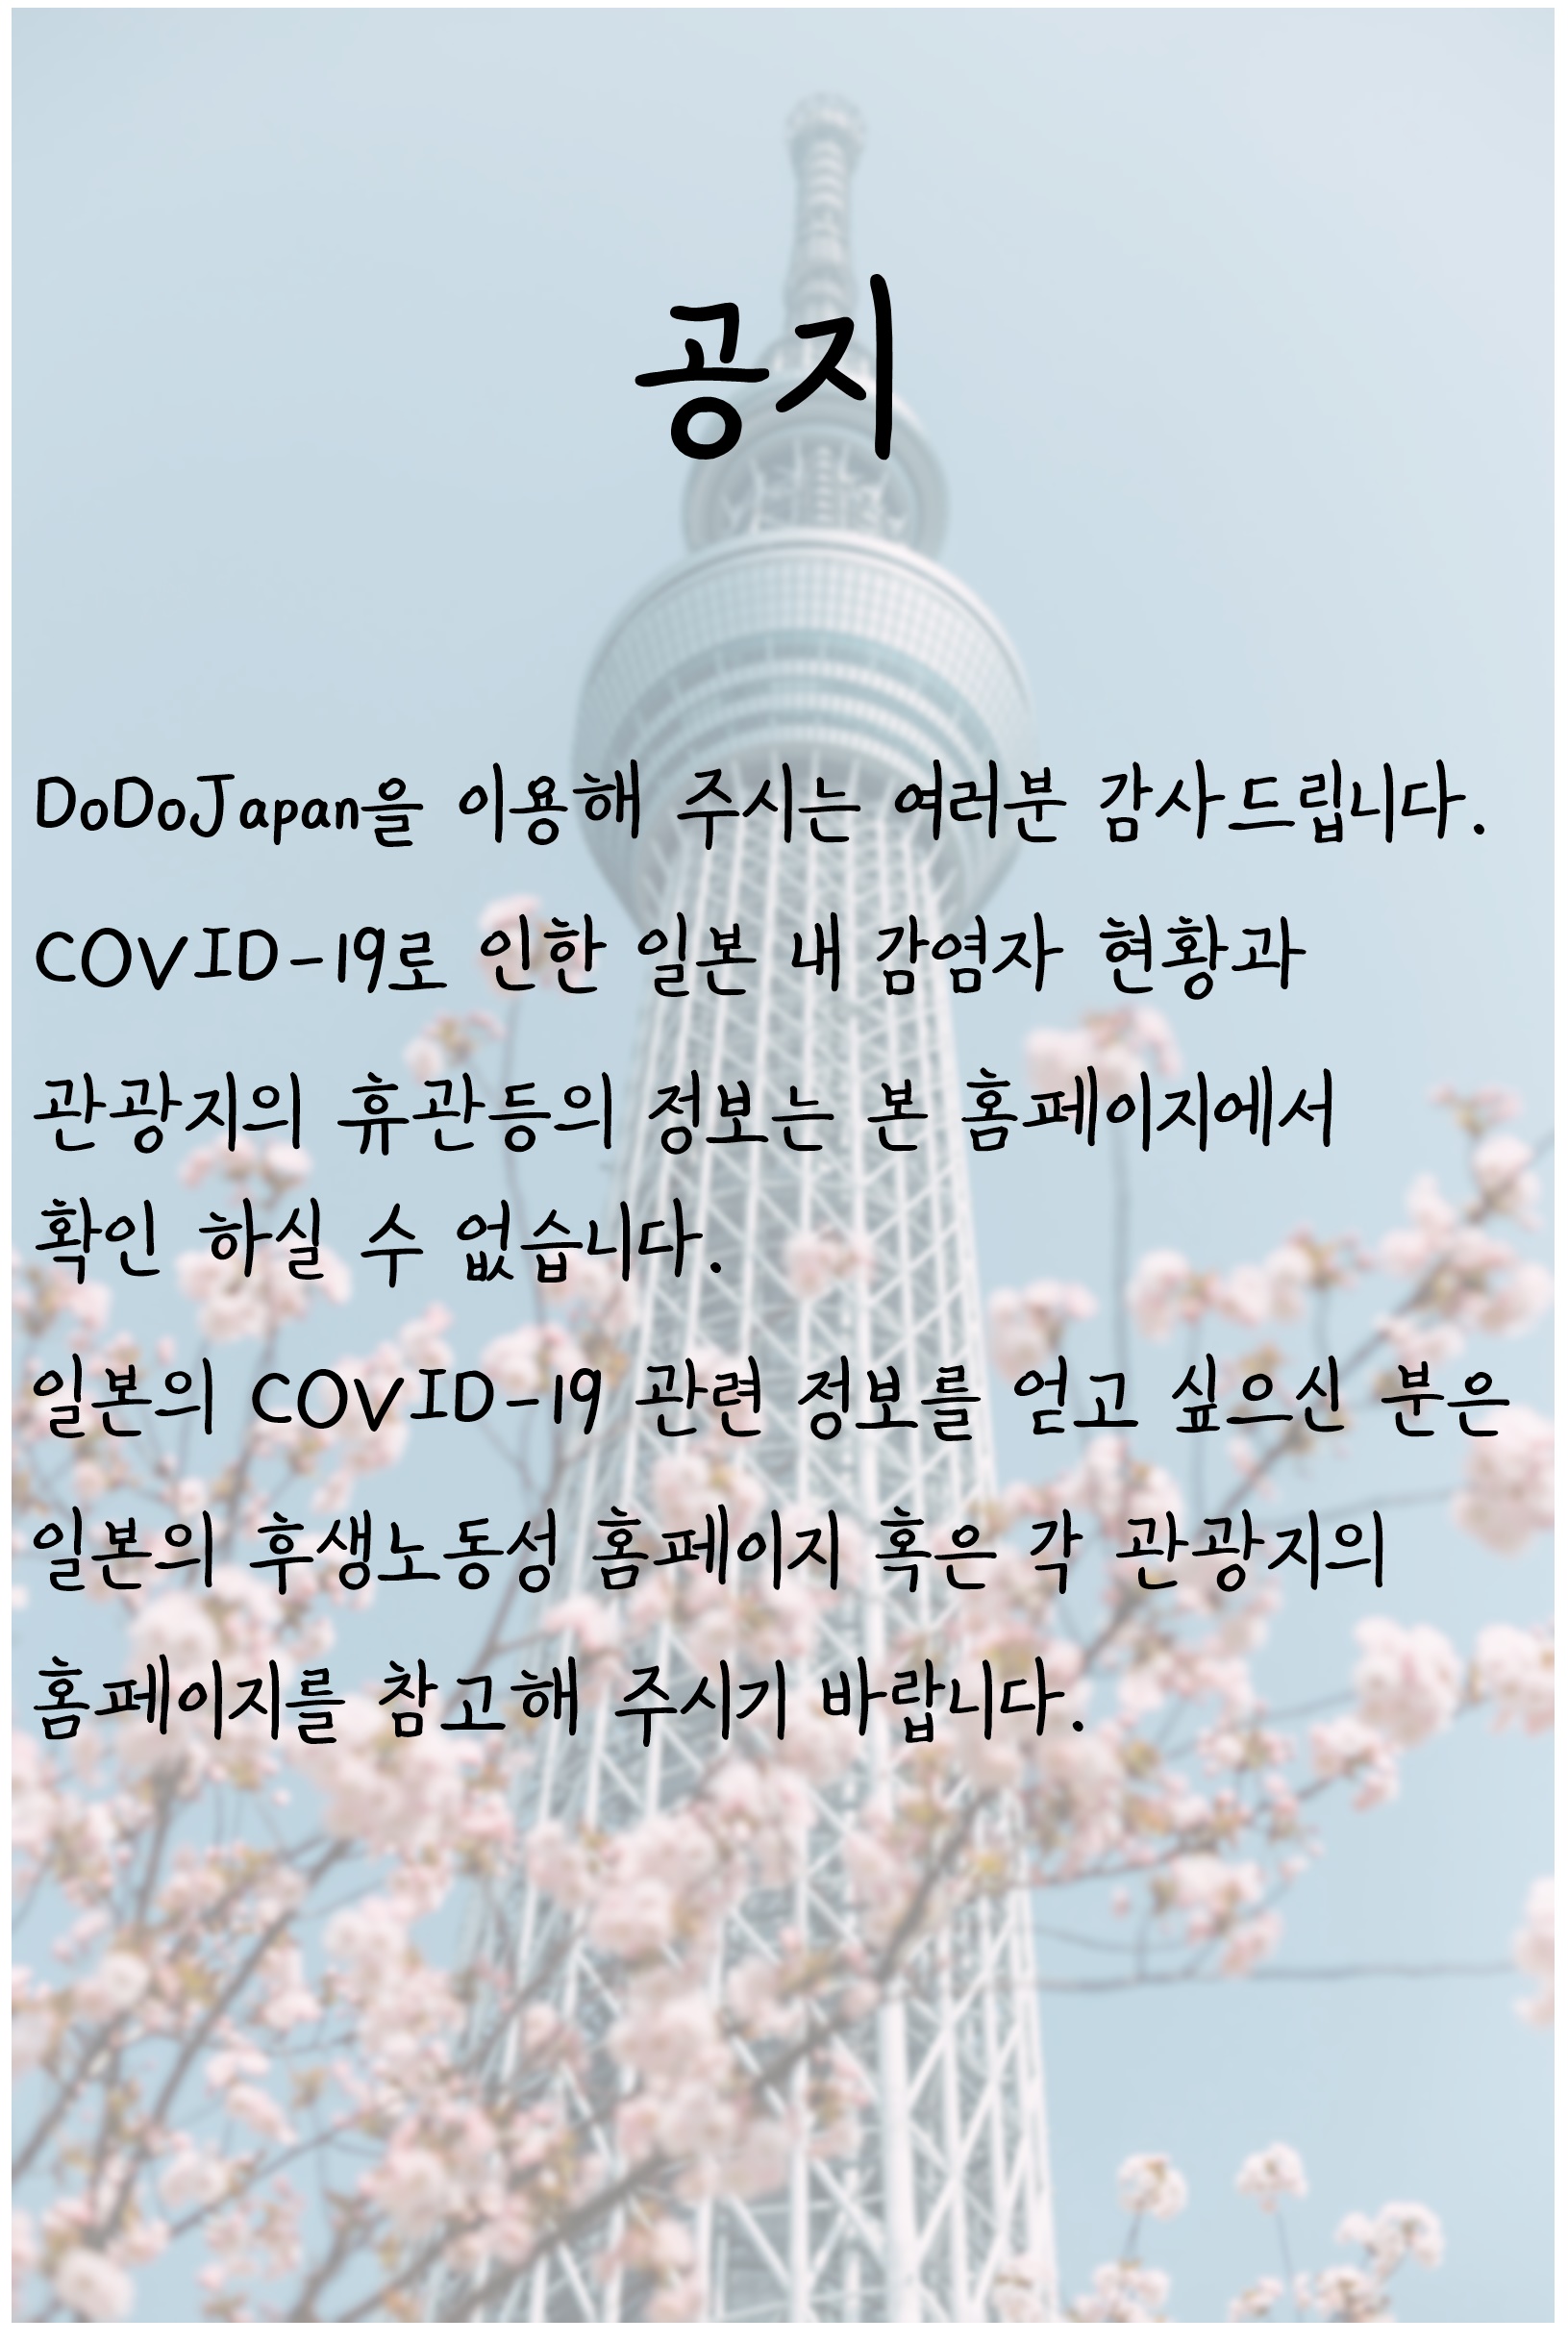 공지
DoDoJapan을 이용해 주시는 여러분 감사드립니다.
COVID-19로 인한 일본 내 감염자 현황과
관광지의 휴관등의 정보는 본 홈페이지에서
확인 하실 수 없습니다.
일본의 COVID-19 관련 정보를 얻고 싶으신 분은
일본의 후생노동성 홈페이지 혹은 각 관광지의
홈페이지를 참고해 주시기 바랍니다.